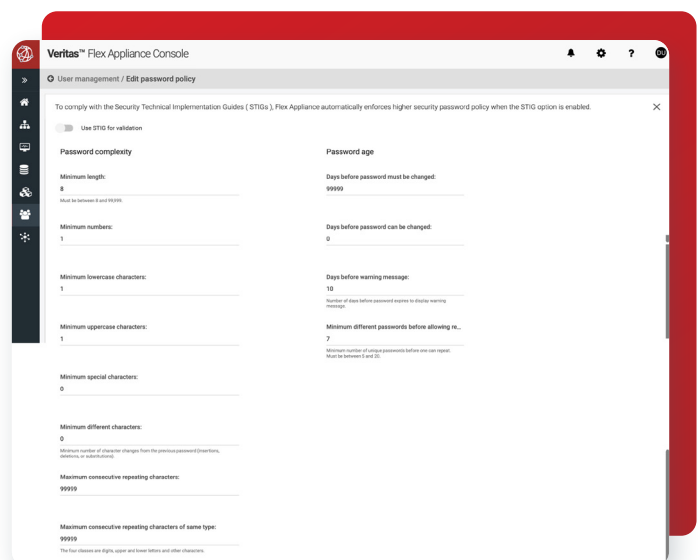 Veritas™ Flex Appliance Console
?
DU
User management / Edit password policy
To comply with the Security Technical Implementation Guides ( STIGs ), Flex Appliance automatically enforces higher security password policy when the STIG option is enabled.
Use STIG for validation
Password complexity
Minimum length:
8
Must be between 8 and 99,999.
Minimum numbers:
1
Minimum lowercase characters:
1
Minimum uppercase characters:
1
Minimum special characters:
0
Minimum different characters:
0
Minimum number of character changes from the previous password (insertions,
deletions, or substitutions).
Maximum consecutive repeating characters:
99999
Maximum consecutive repeating characters of same type:
99999
The four classes are digits, upper and lower letters and other characters.
Password age
Days before password must be changed:
99999
Days before password can be changed:
0
Days before warning message:
10
Number of days before password expires to display warning
message.
Minimum different passwords before allowing re...
7
Minimum number of unique passwords before one can repeat.
Must be between 5 and 20.